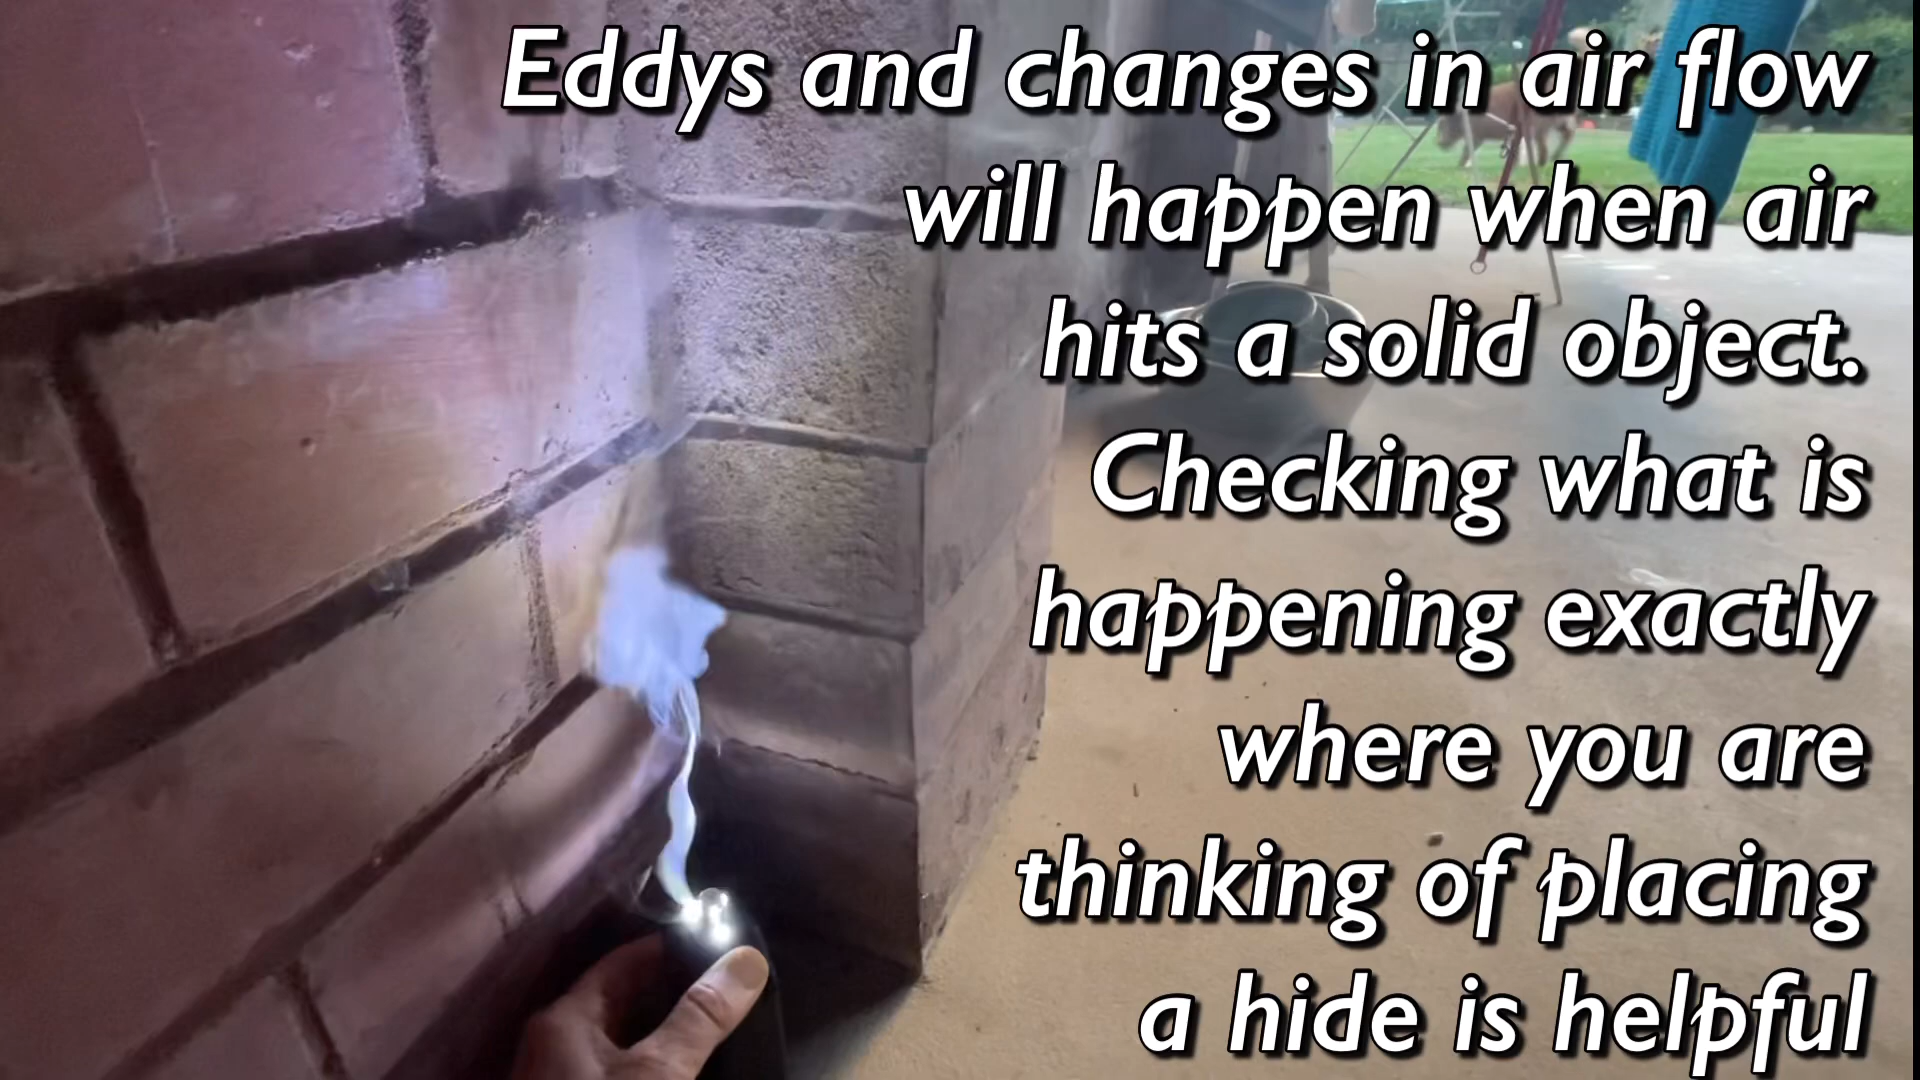 Eddys and changes in air flow
will happen when air
hits a solid object.
Checking what is
happening exactly
where you are
thinking of placing
a hide is helpful